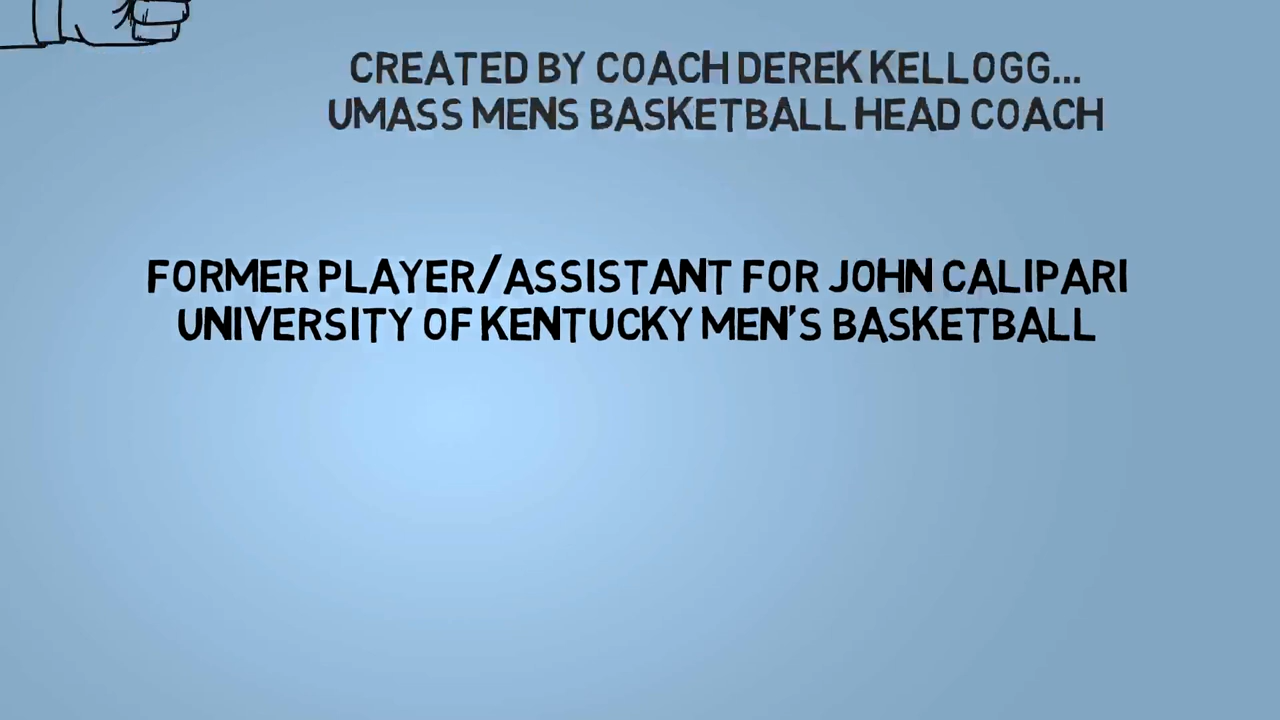 CREATED BY COACH DEREK KELLOGG...
UMASS MENS BASKETBALL HEAD COACH
FORMER PLAYER/ASSISTANT FOR JOHN CALIPARI
UNIVERSITY OF KENTUCKY MEN'S BASKETBALL